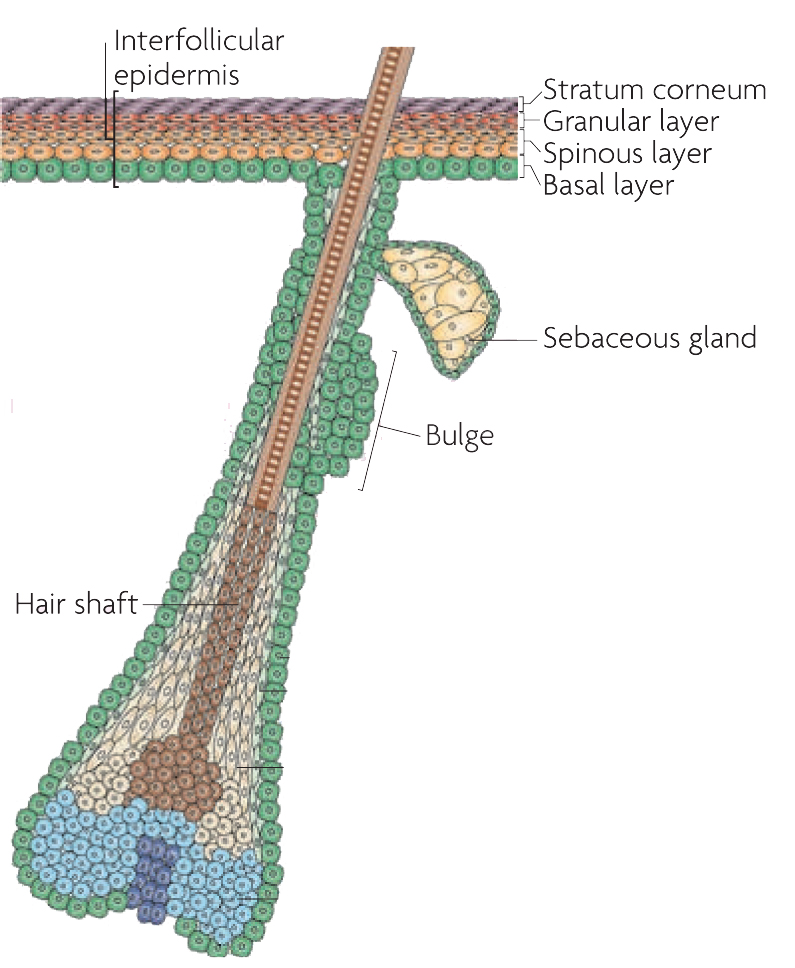 Interfollicular
epidermis
Stratum corneum
Granular layer
Spinous layer
Basal layer
Sebaceous gland
Bulge
Hair shaft